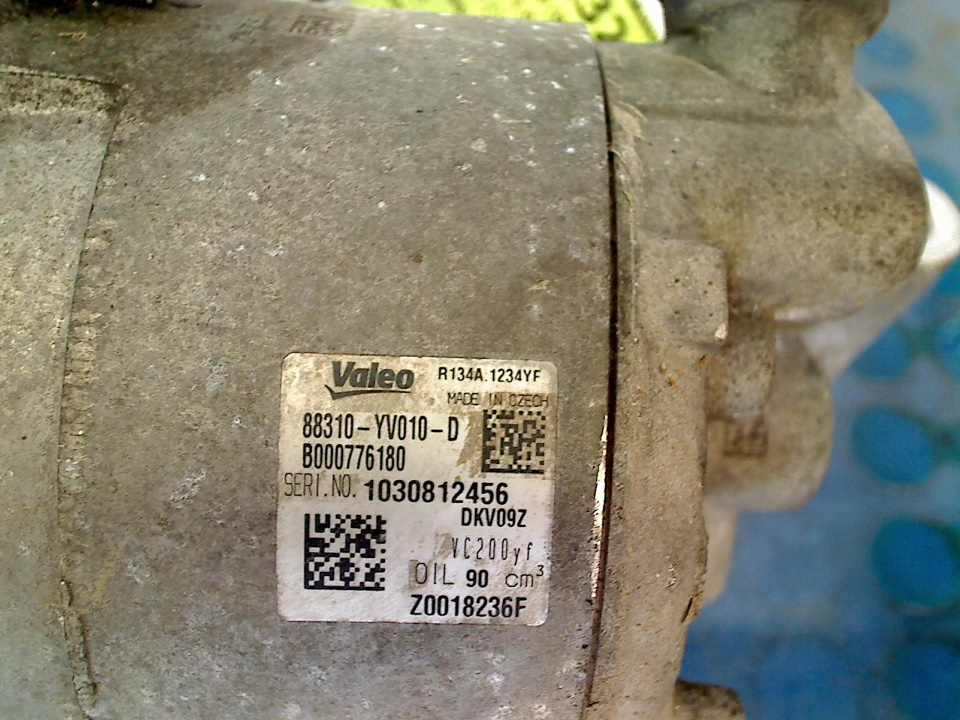 Valeo
R134A.1234YF
MADE IN CZECH
88310-YV010-D
B000776180
SERI.NO. 1030812456
DKV09Z
VC200yf
OIL 90 cm³
Z0018236F